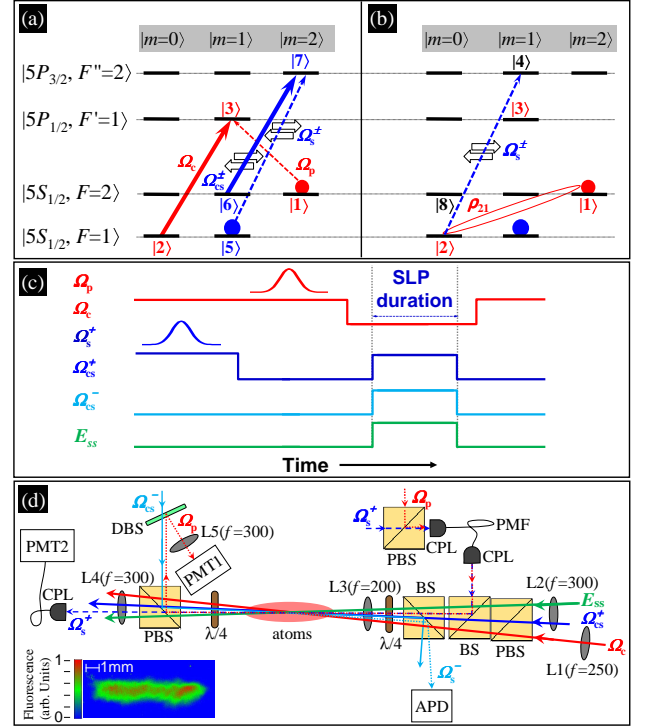 (a)
|m=0⟩ |m=1⟩ |m=2⟩
|7⟩
|5P3/2, F''=2⟩
|3⟩
|5P1/2, F'=1⟩
Ωc
Ωcs±
Ωs±
Ωp
|5S1/2, F=2⟩
|6⟩
|1⟩
|5S1/2, F=1⟩
|2⟩
|5⟩
(b)
|m=0⟩ |m=1⟩ |m=2⟩
|4⟩
|3⟩
Ωs±
|8⟩
ρ21
|1⟩
|2⟩
(c)
Ωp
Ωc
SLP
duration
Ωs+
Ωcs+
Ωcs−
Ess
Time
(d)
Ωcs−
DBS
Ωp
L5(f=300)
PMT1
PMT2
L4(f=300)
CPL
Ωs+
PBS
λ/4
atoms
Ωp
Ωs+
PBS
CPL
PMF
CPL
L3(f=200)
BS
L2(f=300)
Ess
Ωcs+
Ωc
λ/4
BS
PBS
L1(f=250)
Ωs−
APD
Fluorescence
(arb. Units)
1
0
1mm